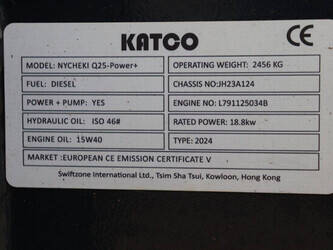 KATCO CE
MODEL: NYCHEKI Q25-Power+ OPERATING WEIGHT: 2456 KG
FUEL: DIESEL CHASSIS NO:JH23A124
POWER + PUMP: YES ENGINE NO: L791125034B
HYDRAULIC OIL: ISO 46# RATED POWER: 18.8kw
ENGINE OIL: 15W40 TYPE: 2024
MARKET :EUROPEAN CE EMISSION CERTIFICATE V
Swiftzone International Ltd., Tsim Sha Tsui, Kowloon, Hong Kong